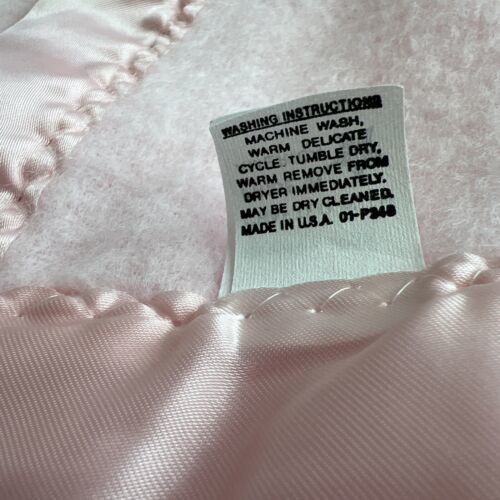 WASHING INSTRUCTIONS
MACHINE WASH,
WARM DELICATE
CYCLE. TUMBLE DRY,
WARM REMOVE FROM
DRYER IMMEDIATELY.
MAY BE DRY CLEANED.
MADE IN U.S.A. 01-P348